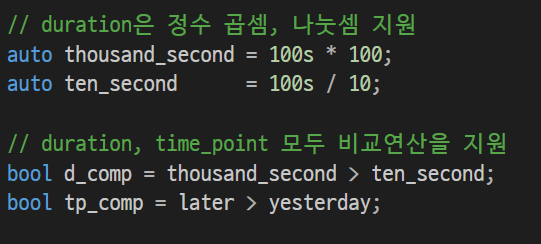 // duration은 정수 곱셈, 나눗셈 지원
auto thousand_second = 100s * 100;
auto ten_second      = 100s / 10;

// duration, time_point 모두 비교연산을 지원
bool d_comp = thousand_second > ten_second;
bool tp_comp = later > yesterday;